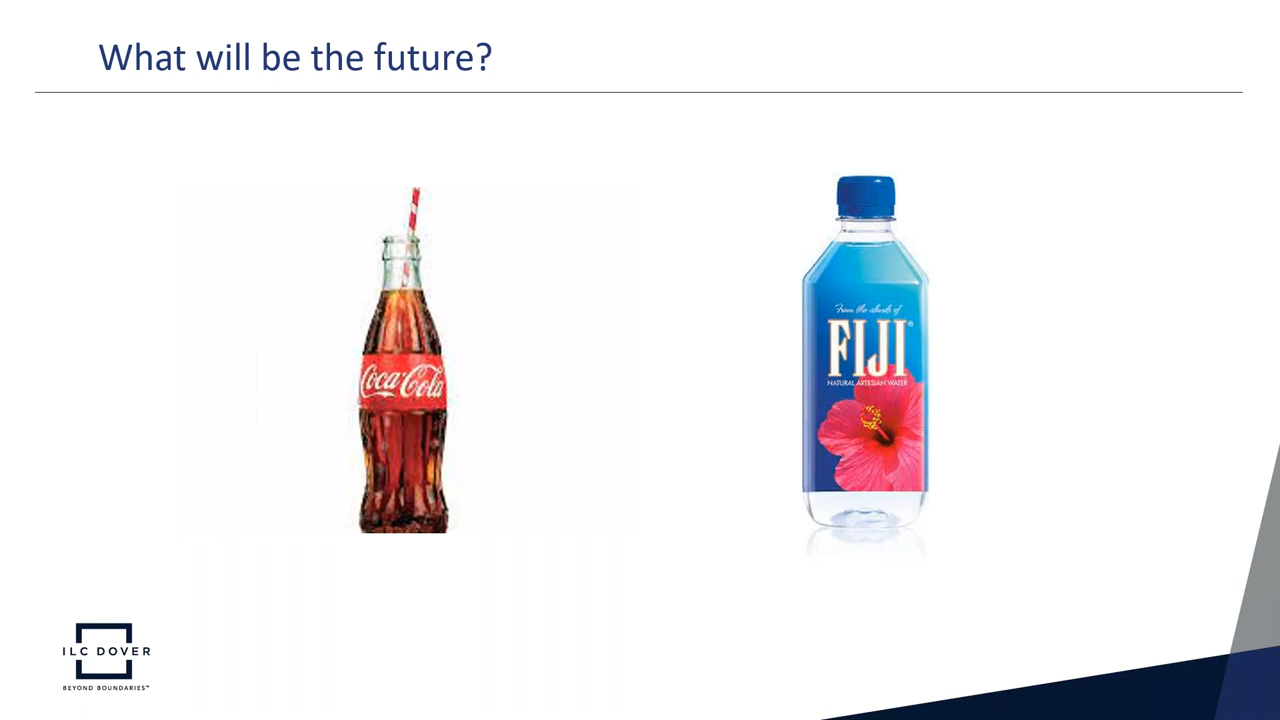 What will be the future?
Coca-Cola
From the islands of
FIJI®
NATURAL ARTESIAN WATER
ILC DOVER
BEYOND BOUNDARIES™